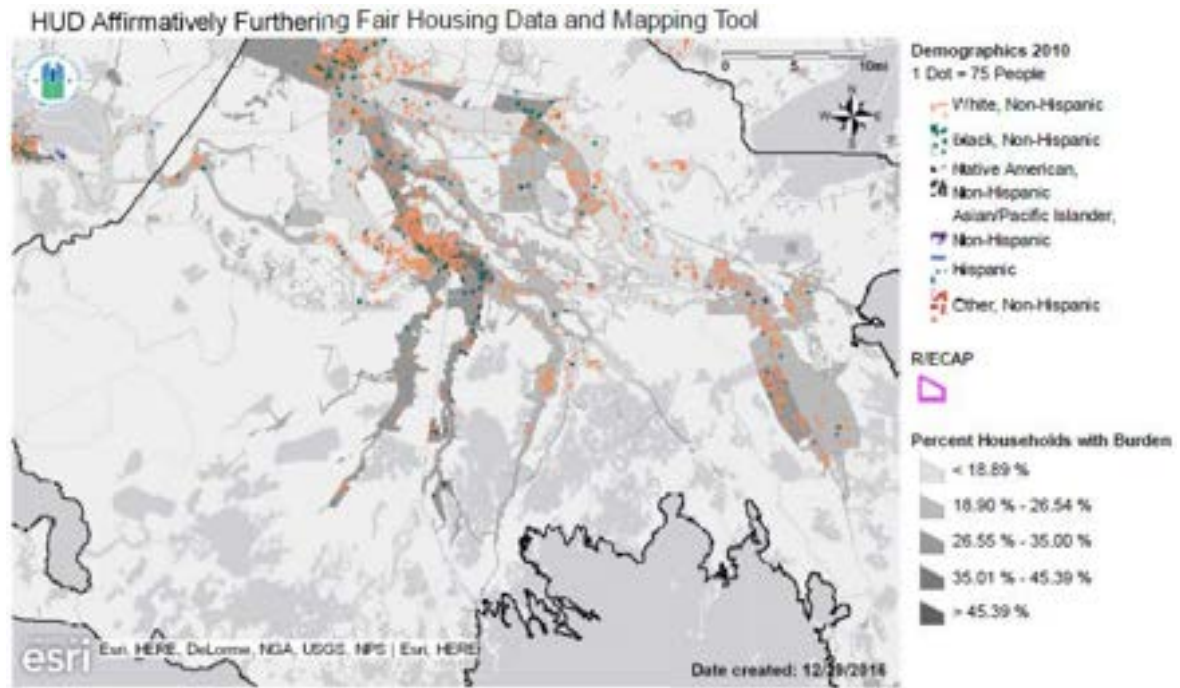 HUD Affirmatively Furthering Fair Housing Data and Mapping Tool
0 5 10mi
N
W E
S
Demographics 2010
1 Dot = 75 People
White, Non-Hispanic
Black, Non-Hispanic
Native American,
Non-Hispanic
Asian/Pacific Islander,
Non-Hispanic
Hispanic
Other, Non-Hispanic
R/ECAP
Percent Households with Burden
< 18.89 %
18.90 % - 26.54 %
26.55 % - 35.00 %
35.01 % - 45.39 %
> 45.39 %
esri Esri, HERE, DeLorme, NGA, USGS, NPS | Esri, HERE
Date created: 12/29/2016